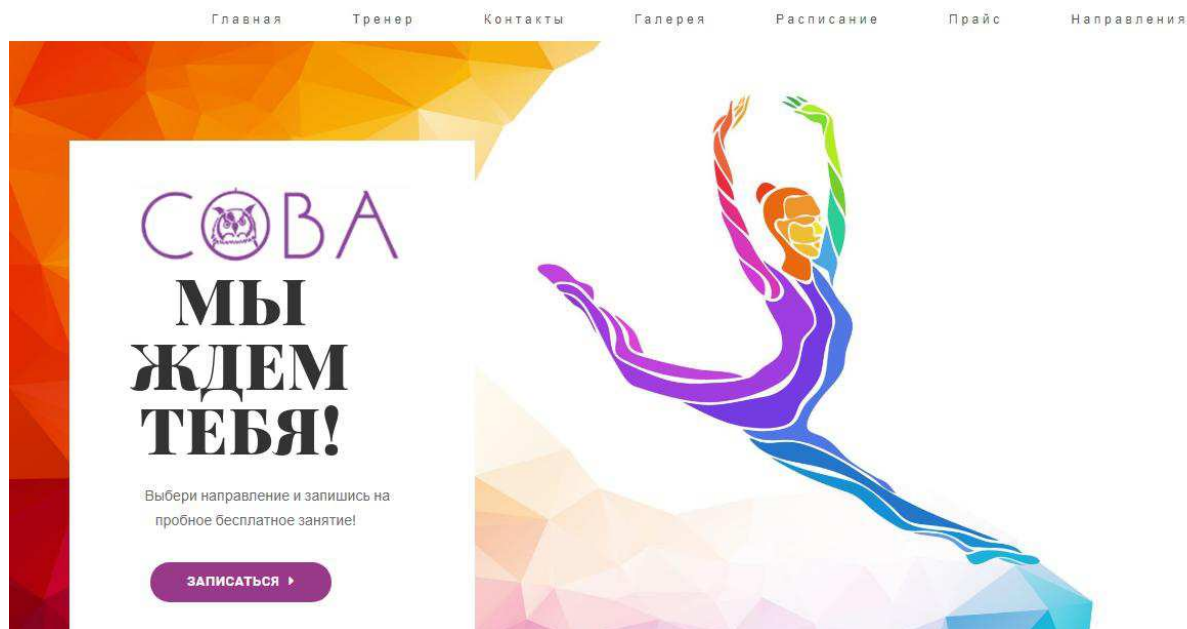 Главная Тренер Контакты Галерея Расписание Прайс Направления
СОВА
МЫ
ЖДЕМ
ТЕБЯ!
Выбери направление и запишись на
пробное бесплатное занятие!
ЗАПИСАТЬСЯ